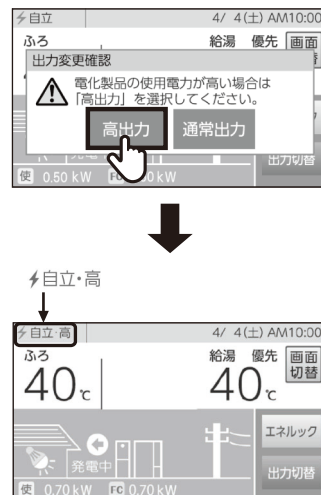 自立 4/ 4(土) AM10:00
ふろ 給湯 優先 画面
出力変更確認
電化製品の使用電力が高い場合は
「高出力」を選択してください。
高出力 通常出力
出力切替
使 0.50 kW FC
自立・高
自立・高 4/ 4(土) AM10:00
ふろ 給湯 優先 画面
切替
40℃ 40℃
エネルック
発電中
出力切替
使 0.70 kW FC 0.70 kW